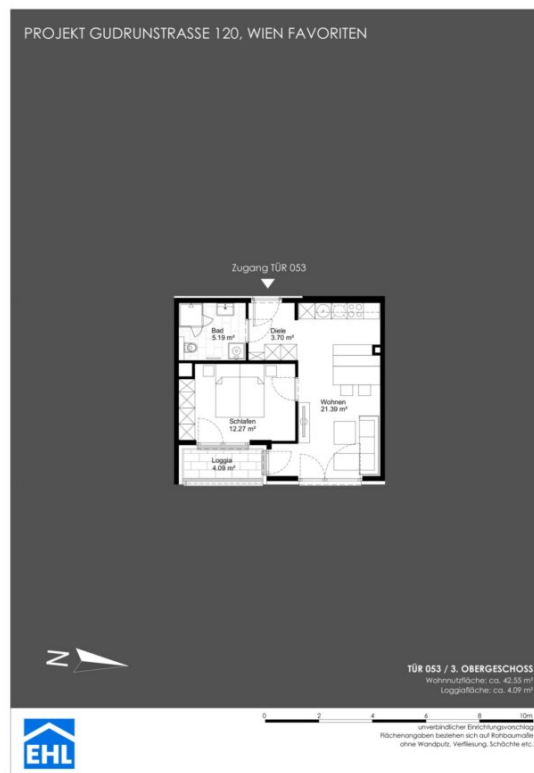 PROJEKT GUDRUNSTRASSE 120, WIEN FAVORITEN
Zugang TÜR 053
Bad
5.19 m²
Diele
3.70 m²
Wohnen
21.39 m²
Schlafen
12.27 m²
Loggia
4.09 m²
N
TÜR 053 / 3. OBERGESCHOSS
Wohnnutzfläche: ca. 42,55 m²
Loggiafläche: ca. 4,09 m²
0 2 4 6 8 10m
unverbindlicher Einrichtungsvorschlag
Flächenangaben beziehen sich auf Rohbaumaße
ohne Wandputz, Verfliesung, Schächte etc.
EHL